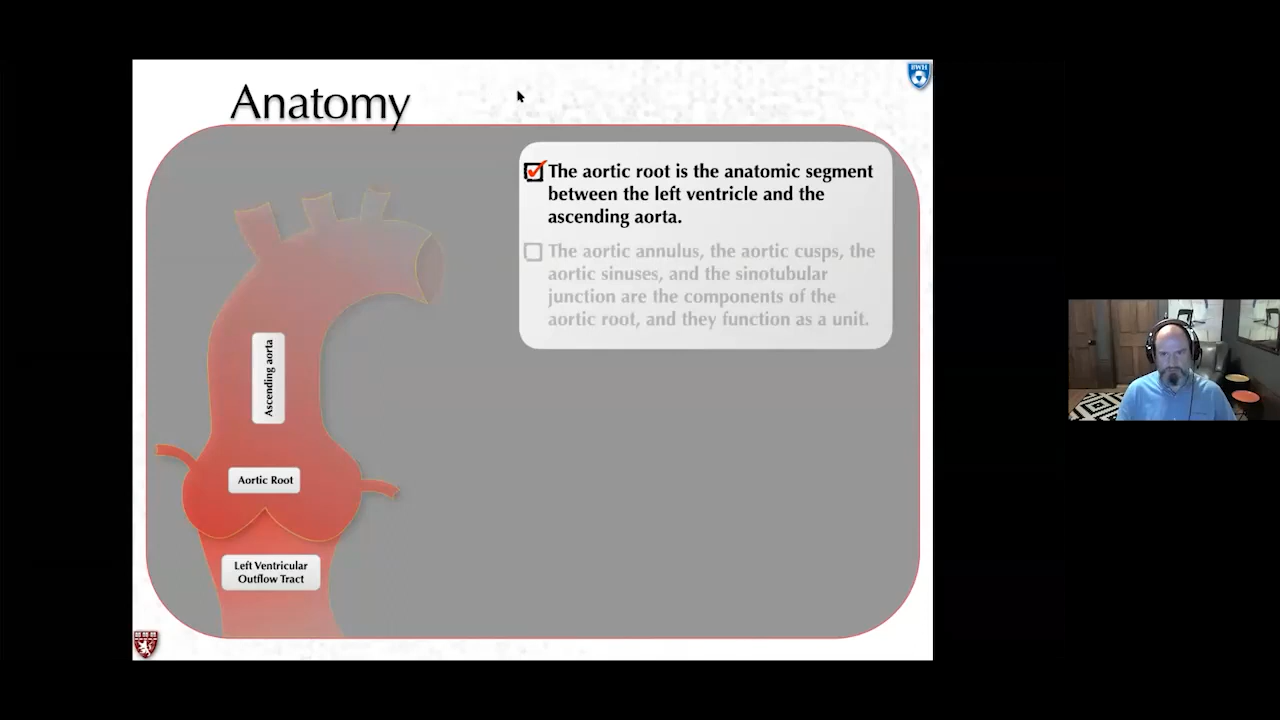 BWH
Anatomy
The aortic root is the anatomic segment
between the left ventricle and the
ascending aorta.
The aortic annulus, the aortic cusps, the
aortic sinuses, and the sinotubular
junction are the components of the
aortic root, and they function as a unit.
Ascending aorta
Aortic Root
Left Ventricular
Outflow Tract